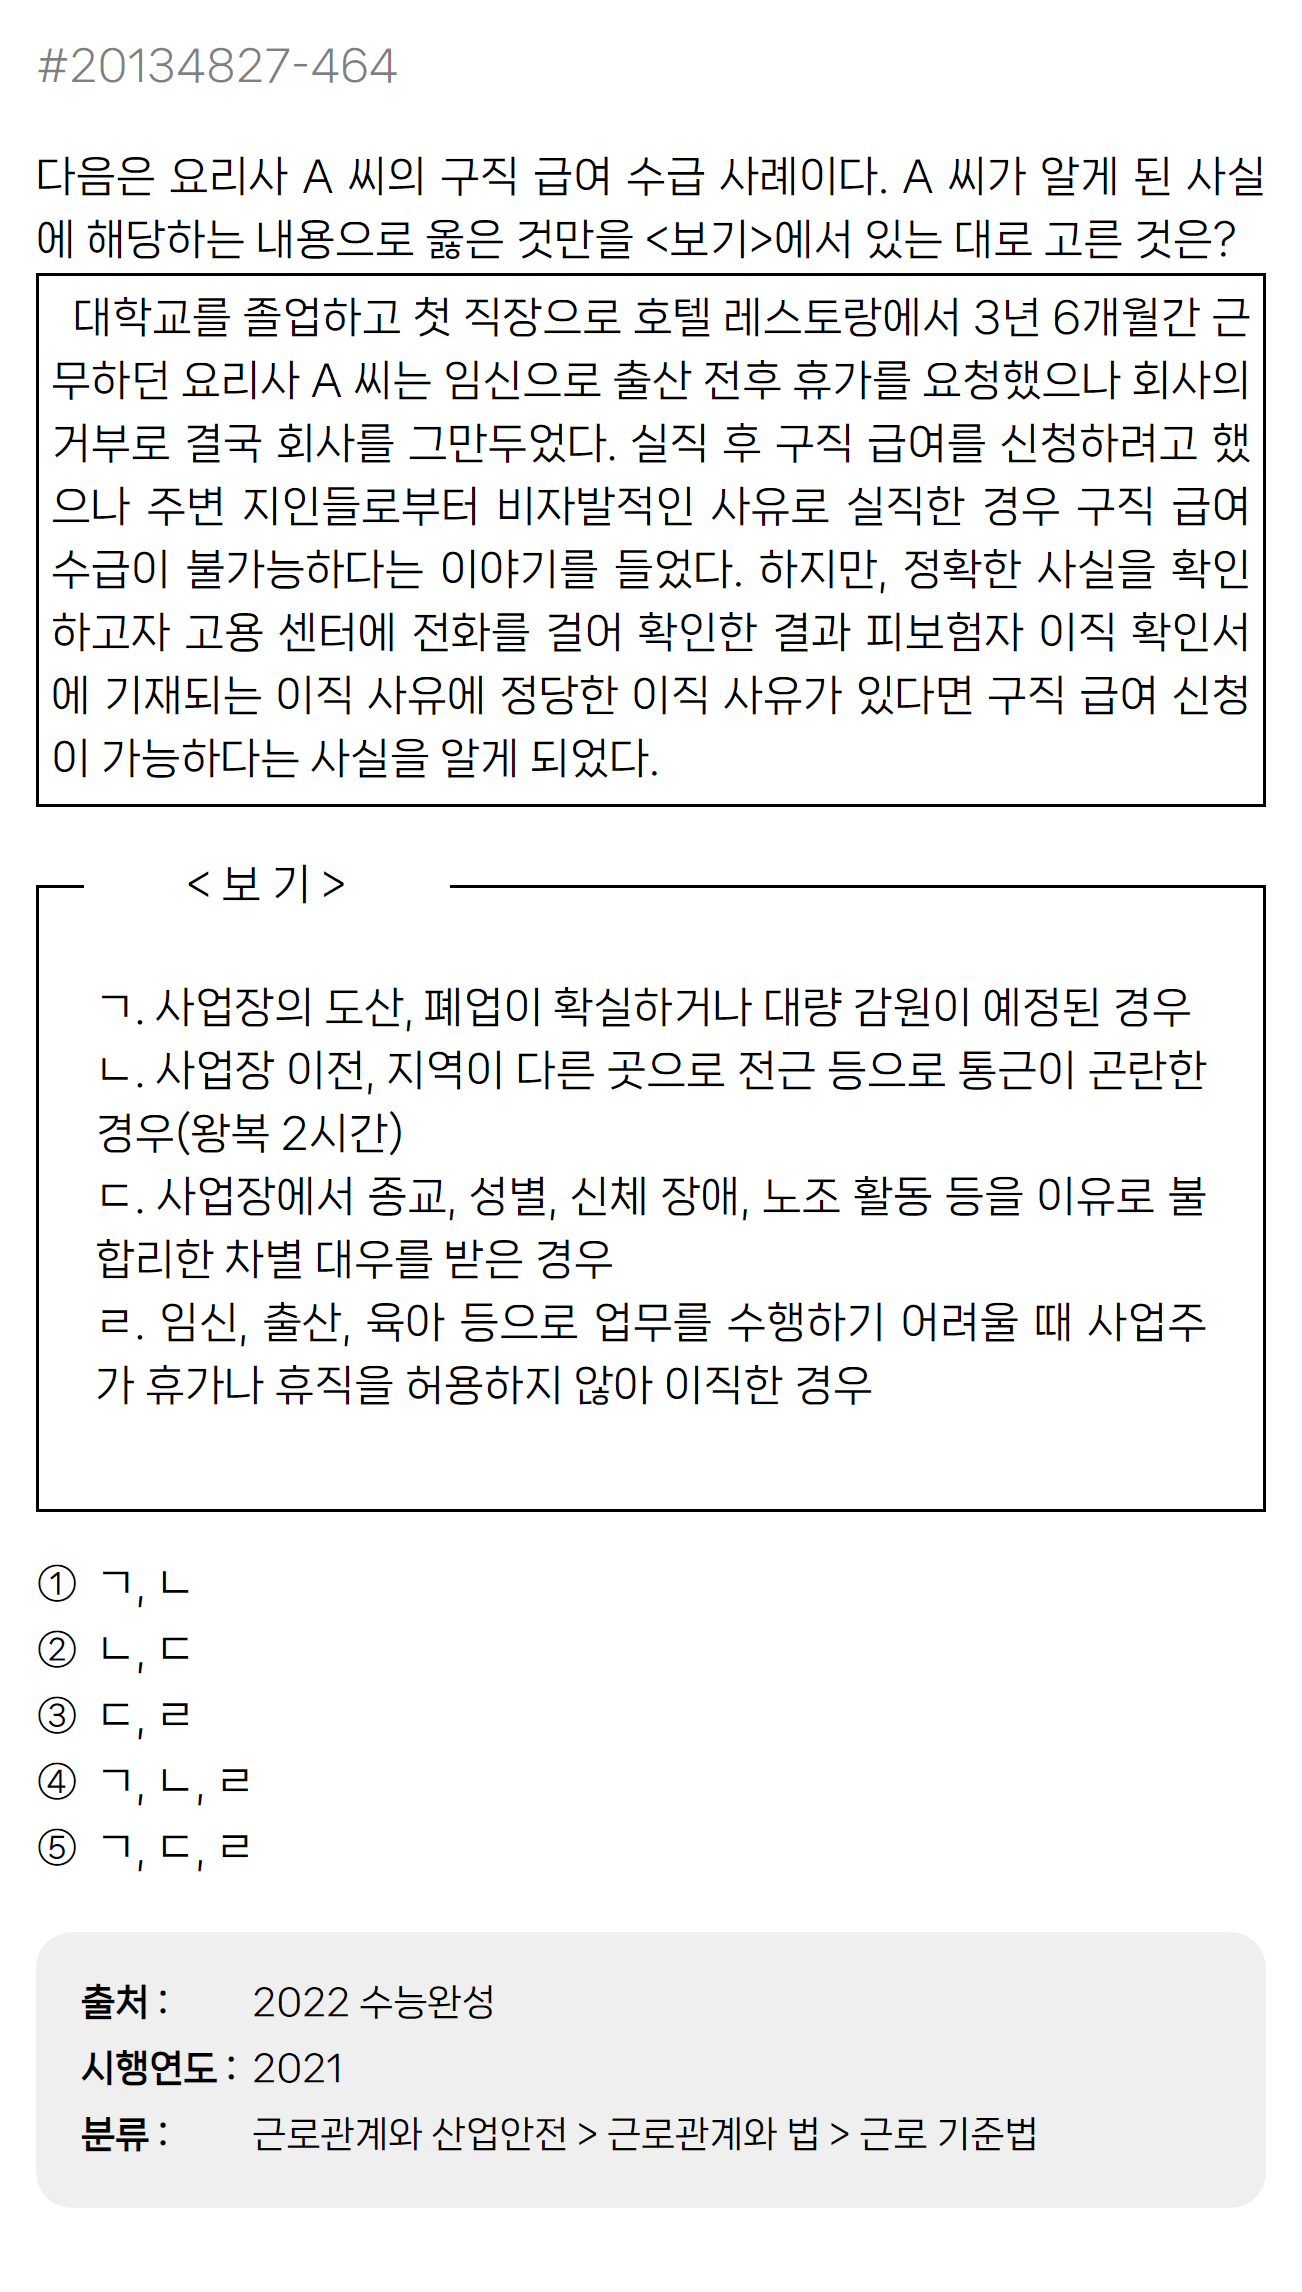 #20134827-464
다음은 요리사 A 씨의 구직 급여 수급 사례이다. A 씨가 알게 된 사실
에 해당하는 내용으로 옳은 것만을 <보기>에서 있는 대로 고른 것은?
대학교를 졸업하고 첫 직장으로 호텔 레스토랑에서 3년 6개월간 근
무하던 요리사 A 씨는 임신으로 출산 전후 휴가를 요청했으나 회사의
거부로 결국 회사를 그만두었다. 실직 후 구직 급여를 신청하려고 했
으나 주변 지인들로부터 비자발적인 사유로 실직한 경우 구직 급여
수급이 불가능하다는 이야기를 들었다. 하지만, 정확한 사실을 확인
하고자 고용 센터에 전화를 걸어 확인한 결과 피보험자 이직 확인서
에 기재되는 이직 사유에 정당한 이직 사유가 있다면 구직 급여 신청
이 가능하다는 사실을 알게 되었다.
< 보 기 >
ㄱ. 사업장의 도산, 폐업이 확실하거나 대량 감원이 예정된 경우
ㄴ. 사업장 이전, 지역이 다른 곳으로 전근 등으로 통근이 곤란한
경우(왕복 2시간)
ㄷ. 사업장에서 종교, 성별, 신체 장애, 노조 활동 등을 이유로 불
합리한 차별 대우를 받은 경우
ㄹ. 임신, 출산, 육아 등으로 업무를 수행하기 어려울 때 사업주
가 휴가나 휴직을 허용하지 않아 이직한 경우
① ㄱ, ㄴ
② ㄴ, ㄷ
③ ㄷ, ㄹ
④ ㄱ, ㄴ, ㄹ
⑤ ㄱ, ㄷ, ㄹ
출처 : 2022 수능완성
시행연도 : 2021
분류 : 근로관계와 산업안전 > 근로관계와 법 > 근로 기준법